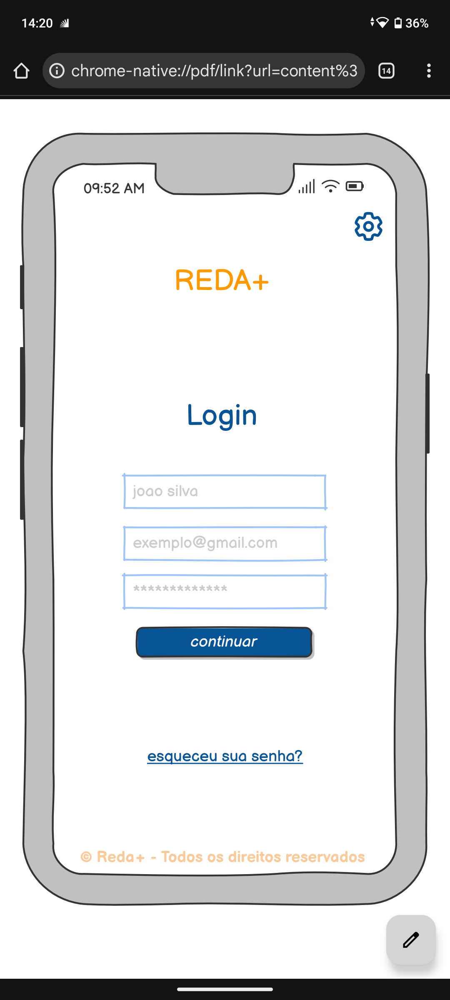 14:20
36%
chrome-native://pdf/link?url=content%3
14
09:52 AM
REDA+
Login
joao silva
exemplo@gmail.com
*************
continuar
esqueceu sua senha?
© Reda+ - Todos os direitos reservados